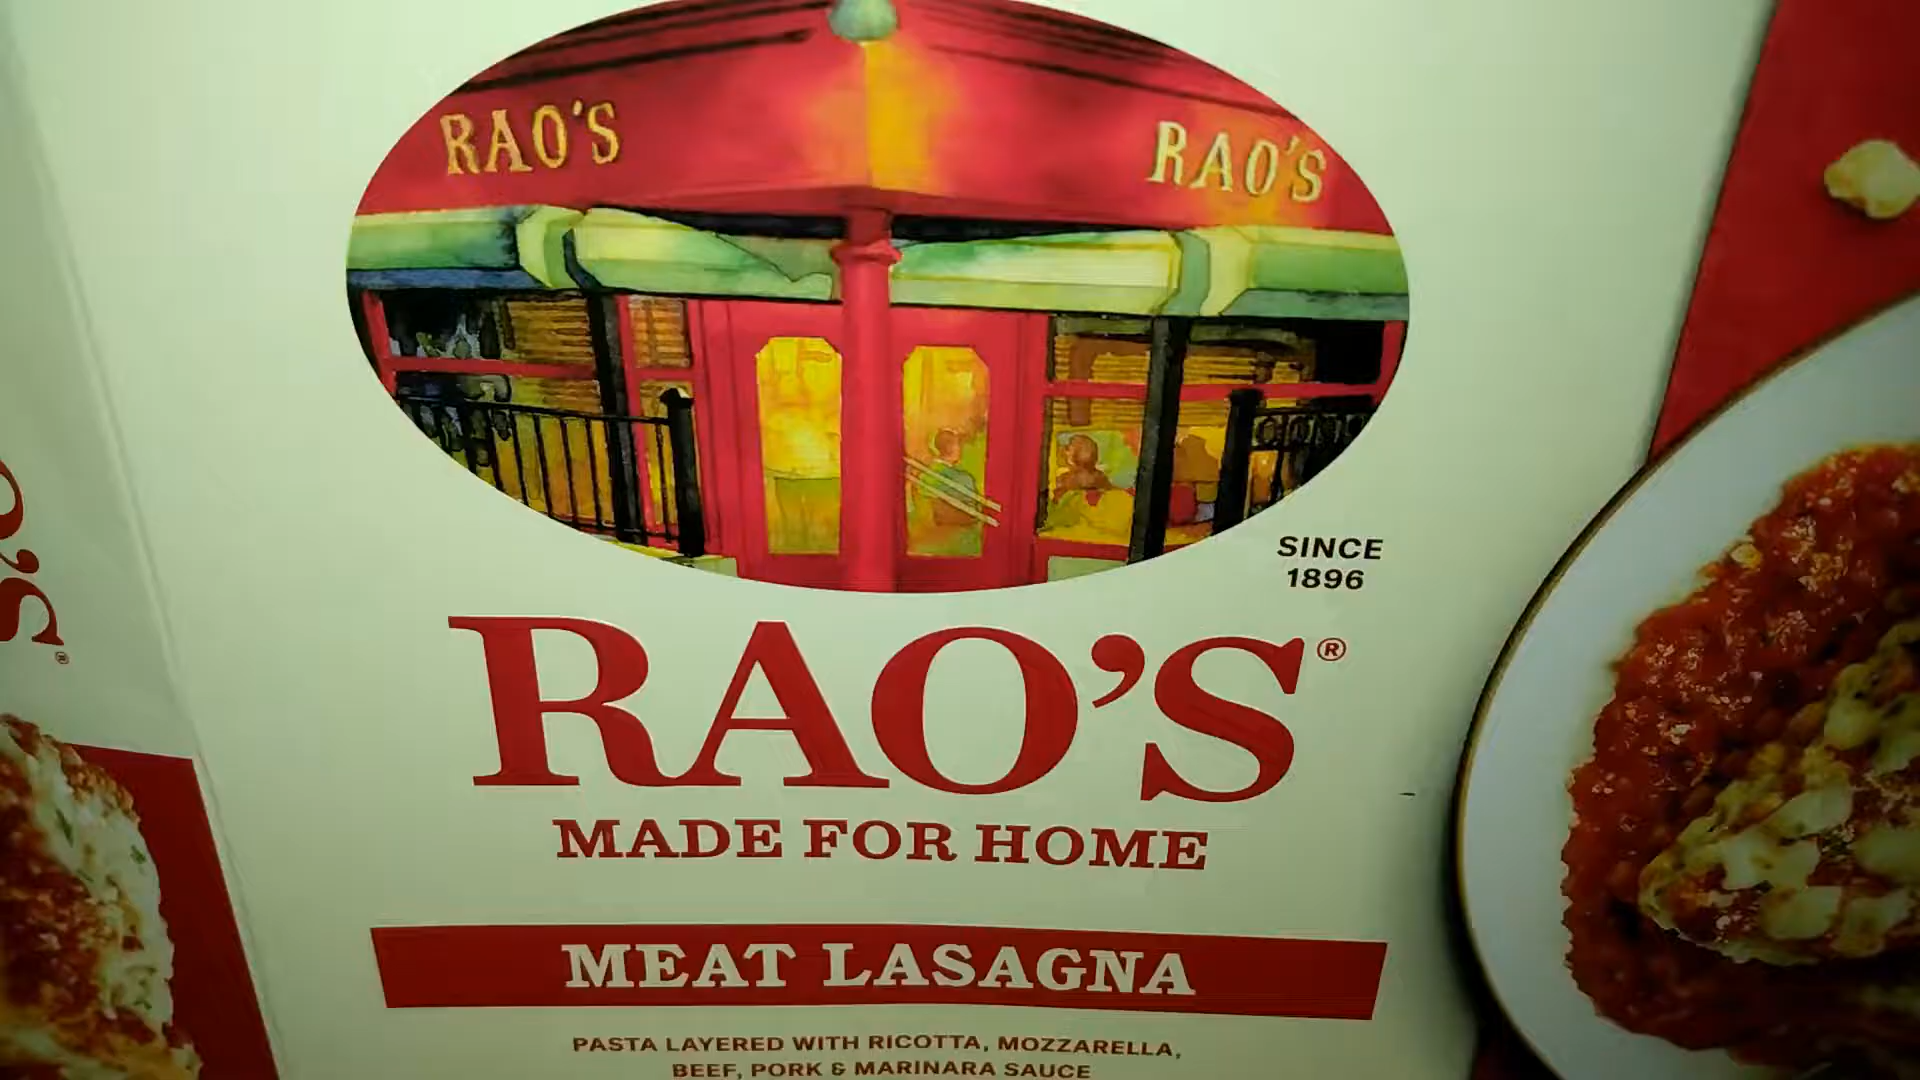 RAO'S
RAO'S
SINCE
1896
RAO'S®
MADE FOR HOME
MEAT LASAGNA
PASTA LAYERED WITH RICOTTA, MOZZARELLA,
BEEF, PORK & MARINARA SAUCE
O'S®